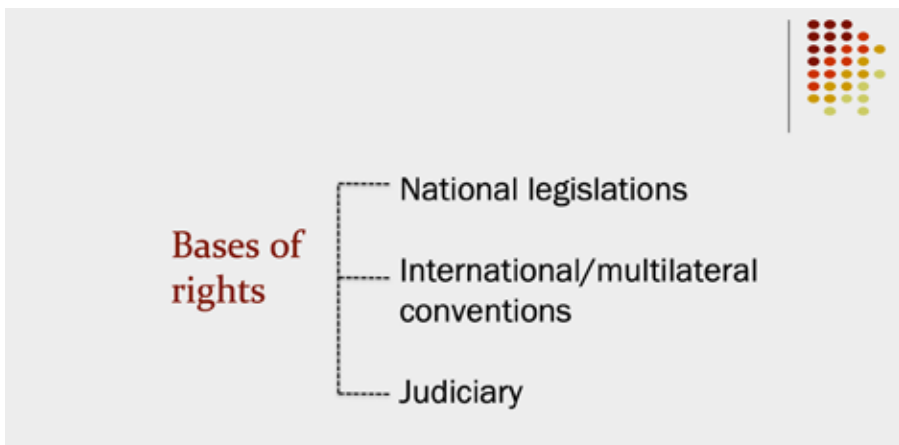 Bases of
rights
National legislations
International/multilateral
conventions
Judiciary